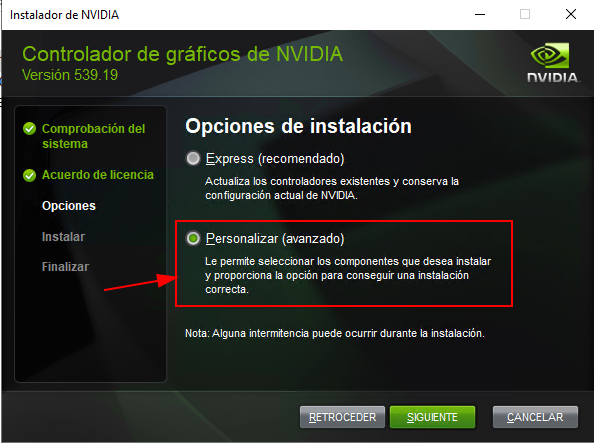 Instalador de NVIDIA
Controlador de gráficos de NVIDIA
Versión 539.19
NVIDIA.
Comprobación del
sistema
Acuerdo de licencia
Opciones
Instalar
Finalizar
Opciones de instalación
Express (recomendado)
Actualiza los controladores existentes y conserva la
configuración actual de NVIDIA.
Personalizar (avanzado)
Le permite seleccionar los componentes que desea instalar
y proporciona la opción para conseguir una instalación
correcta.
Nota: Alguna intermitencia puede ocurrir durante la instalación.
RETROCEDER
SIGUIENTE
CANCELAR